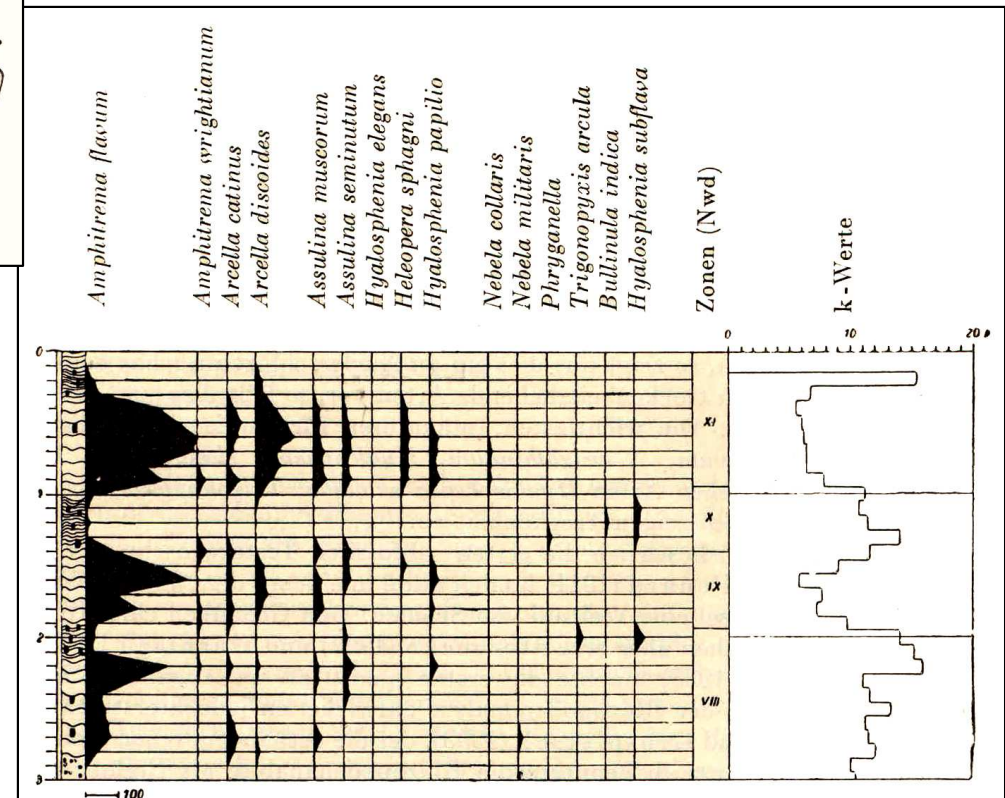 Amphitrema flavum
Amphitrema wrightianum
Arcella catinus
Arcella discoides
Assulina muscorum
Assulina seminutum
Hyalosphenia elegans
Heleopera sphagni
Hyalosphenia papilio
Nebela collaris
Nebela militaris
Phryganella
Trigonopyxis arcula
Bullinula indica
Hyalosphenia subflava
Zonen (Nwd)
k-Werte
0 10 20
0
XI
1
X
IX
2
VIII
3
100